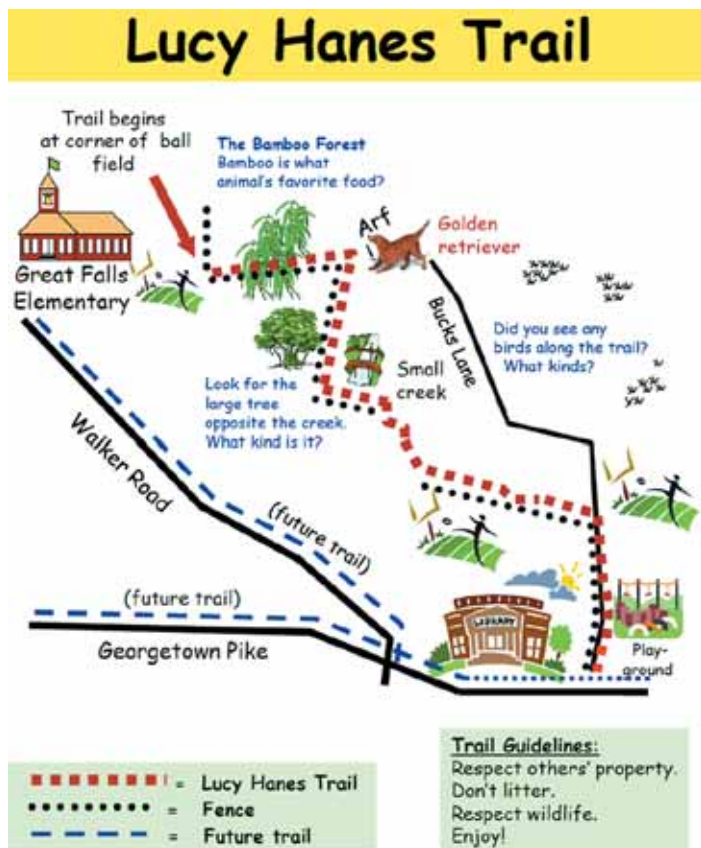 Lucy Hanes Trail
Trail begins
at corner of ball
field
The Bamboo Forest
Bamboo is what
animal's favorite food?
Arf
Golden
retriever
Great Falls
Elementary
Bucks Lane
Did you see any
birds along the trail?
What kinds?
Small
creek
Look for the
large tree
opposite the creek.
What kind is it?
Walker Road
(future trail)
(future trail)
LIBRARY
Play-
ground
Georgetown Pike
= Lucy Hanes Trail
= Fence
= Future trail
Trail Guidelines:
Respect others' property.
Don't litter.
Respect wildlife.
Enjoy!